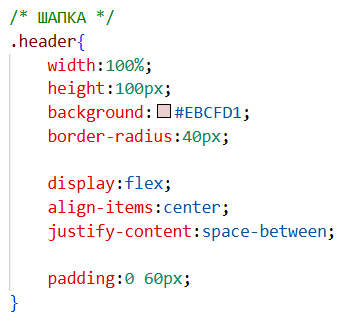 /* ШАПКА */
.header{
    width:100%;
    height:100px;
    background:#EBCFD1;
    border-radius:40px;

    display:flex;
    align-items:center;
    justify-content:space-between;

    padding:0 60px;
}